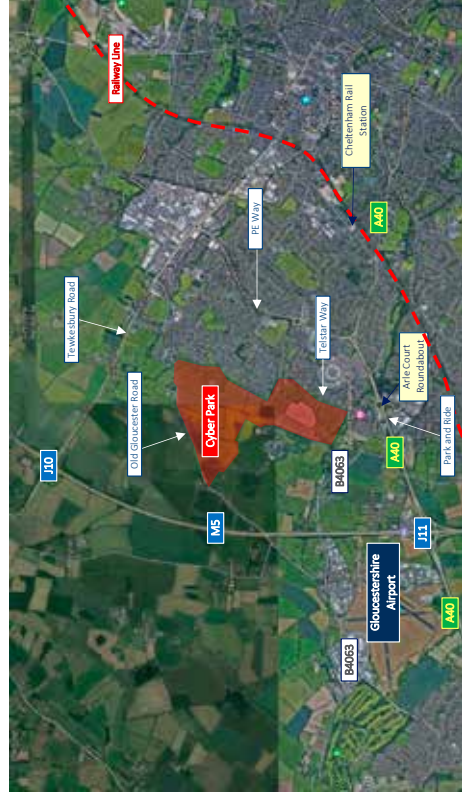 Railway Line
Cheltenham Rail
Station
A40
PE Way
Tewkesbury Road
Telstar Way
Arle Court
Roundabout
Old Gloucester Road
Cyber Park
Park and Ride
A40
B4063
J10
M5
J11
Gloucestershire
Airport
A40
B4063